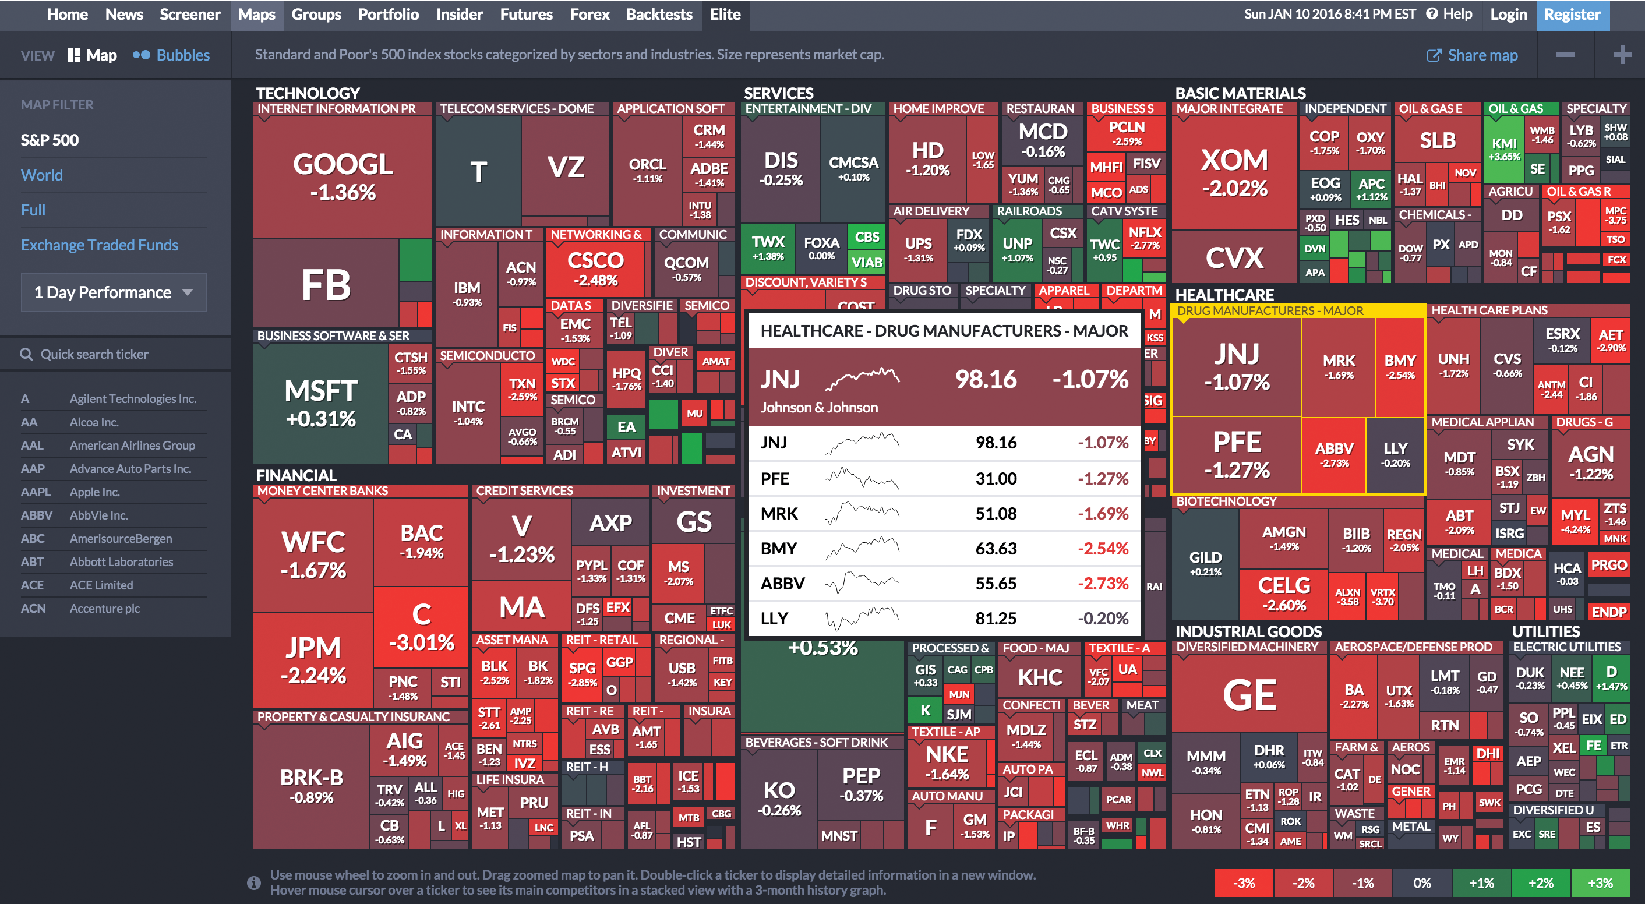 Home News Screener Maps Groups Portfolio Insider Futures Forex Backtests Elite
Sun JAN 10 2016 8:41 PM EST Help Login Register
VIEW Map Bubbles
Standard and Poor's 500 index stocks categorized by sectors and industries. Size represents market cap.
Share map
MAP FILTER
S&P 500
World
Full
Exchange Traded Funds
1 Day Performance
Quick search ticker
A Agilent Technologies Inc.
AA Alcoa Inc.
AAL American Airlines Group
AAP Advance Auto Parts Inc.
AAPL Apple Inc.
ABBV AbbVie Inc.
ABC AmerisourceBergen
ABT Abbott Laboratories
ACE ACE Limited
ACN Accenture plc
TECHNOLOGY
INTERNET INFORMATION PR
GOOGL
-1.36%
FB
TELECOM SERVICES - DOME
T
VZ
APPLICATION SOFT
CRM
-1.44%
ORCL
-1.11%
ADBE
-1.41%
INTU
-1.38
BUSINESS SOFTWARE & SER
MSFT
+0.31%
CTSH
-1.55%
ADP
-0.82%
CA
INFORMATION T
IBM
-0.93%
ACN
-0.97%
FIS
NETWORKING &
CSCO
-2.48%
COMMUNIC
QCOM
-0.57%
SEMICONDUCTO
INTC
-1.04%
TXN
-2.59%
AVGO
-0.66%
DATA S
EMC
-1.53%
WDC
STX
DIVERSIFIE
TEL
-1.09
SEMICO
HPQ
-1.76%
DIVER
CCI
-1.40
AMAT
SEMICO
BRCM
-0.55
ADI
EA
ATVI
MU
FINANCIAL
MONEY CENTER BANKS
WFC
-1.67%
BAC
-1.94%
JPM
-2.24%
C
-3.01%
PNC
-1.48%
STI
CREDIT SERVICES
V
-1.23%
AXP
MA
PYPL
-1.33%
COF
-1.31%
DFS
-1.25
EFX
INVESTMENT
GS
MS
-2.07%
CME
ETFC
LUK
ASSET MANA
BLK
-2.52%
BK
-1.82%
STT
-2.61
AMP
-2.25
BEN
-1.23
NTRS
IVZ
REIT - RETAIL
SPG
-2.85%
GGP
O
REGIONAL -
USB
-1.42%
FITB
KEY
PROPERTY & CASUALTY INSURANC
BRK-B
-0.89%
AIG
-1.49%
ACE
-1.45
TRV
-0.42%
ALL
-0.36
HIG
CB
-0.63%
L
XL
LIFE INSURA
MET
-1.13
PRU
LNC
REIT - RE
AVB
ESS
REIT -
AMT
-1.65
INSURA
REIT - H
BBT
-2.16
ICE
-1.53
REIT - IN
PSA
AFL
-0.87
MTB
CBG
HST
SERVICES
ENTERTAINMENT - DIV
DIS
-0.25%
CMCSA
+0.10%
TWX
+1.38%
FOXA
0.00%
CBS
VIAB
HOME IMPROVE
HD
-1.20%
LOW
-1.65
RESTAURAN
MCD
-0.16%
YUM
-1.36%
CMG
-0.65
BUSINESS S
PCLN
-2.59%
MHFI
FISV
MCO
ADS
AIR DELIVERY
UPS
-1.31%
FDX
+0.09%
RAILROADS
UNP
+1.07%
CSX
NSC
-0.27
CATV SYSTE
TWC
+0.95
NFLX
-2.77%
DISCOUNT, VARIETY S
COST
DRUG STO
SPECIALTY
APPAREL
DEPARTM
M
KSS
ER
SIG
BY
RAI
HEALTHCARE - DRUG MANUFACTURERS - MAJOR
JNJ 98.16 -1.07%
Johnson & Johnson
JNJ 98.16 -1.07%
PFE 31.00 -1.27%
MRK 51.08 -1.69%
BMY 63.63 -2.54%
ABBV 55.65 -2.73%
LLY 81.25 -0.20%
+0.53%
BEVERAGES - SOFT DRINK
KO
-0.26%
PEP
-0.37%
MNST
PROCESSED &
GIS
+0.33
CAG
CPB
MJN
K
SJM
FOOD - MAJ
KHC
TEXTILE - A
VFC
-2.07
UA
TEXTILE - AP
NKE
-1.64%
CONFECTI
MDLZ
-1.44%
BEVER
STZ
MEAT
AUTO MANU
F
GM
-1.53%
AUTO PA
JCI
ECL
-0.87
ADM
-0.38
CLX
NWL
PCAR
PACKAGI
IP
BF-B
-0.35
WHR
BASIC MATERIALS
MAJOR INTEGRATE
XOM
-2.02%
CVX
INDEPENDENT
COP
-1.75%
OXY
-1.70%
EOG
+0.09%
APC
+1.12%
PXD
-0.50
HES
NBL
DVN
APA
OIL & GAS E
SLB
HAL
-1.37
BHI
NOV
OIL & GAS
KMI
+3.65%
WMB
-1.46
SE
SPECIALTY
LYB
-0.62%
SHW
+0.08
SIAL
PPG
CHEMICALS -
DOW
-0.77
PX
APD
AGRICU
DD
MON
-0.84
CF
OIL & GAS R
PSX
-1.62
MPC
-3.75
TSO
FCX
HEALTHCARE
DRUG MANUFACTURERS - MAJOR
JNJ
-1.07%
MRK
-1.69%
BMY
-2.54%
PFE
-1.27%
ABBV
-2.73%
LLY
-0.20%
HEALTH CARE PLANS
UNH
-1.72%
CVS
-0.66%
ESRX
-0.12%
AET
-2.90%
ANTM
-2.44
CI
-1.86
MEDICAL APPLIAN
MDT
-0.85%
SYK
BSX
-1.19
ZBH
ABT
-2.09%
STJ
EW
ISRG
DRUGS - G
AGN
-1.22%
MYL
-4.24%
ZTS
-1.46
MNK
BIOTECHNOLOGY
GILD
+0.21%
AMGN
-1.49%
BIIB
-1.20%
REGN
-2.05%
CELG
-2.60%
ALXN
-3.58
VRTX
-3.70
MEDICAL
TMO
-0.11
LH
A
MEDICA
BDX
-1.50
BCR
HCA
-0.03
UHS
PRGO
ENDP
INDUSTRIAL GOODS
DIVERSIFIED MACHINERY
GE
MMM
-0.34%
DHR
+0.06%
ITW
-0.84
HON
-0.81%
ETN
-1.13
ROP
-1.28
IR
CMI
-1.34
ROK
AME
AEROSPACE/DEFENSE PROD
BA
-2.27%
UTX
-1.63%
LMT
-0.18%
GD
-0.47
RTN
FARM &
CAT
-1.02
DE
AEROS
NOC
EMR
-1.14
DHI
GENER
PH
SWK
WASTE
WM
RSG
SRCL
METAL
WY
UTILITIES
ELECTRIC UTILITIES
DUK
-0.23%
NEE
+0.45%
D
+1.47%
SO
-0.74%
PPL
-0.45
EIX
ED
XEL
FE
ETR
AEP
WEC
PCG
DTE
DIVERSIFIED U
EXC
SRE
ES
Use mouse wheel to zoom in and out. Drag zoomed map to pan it. Double-click a ticker to display detailed information in a new window.
Hover mouse cursor over a ticker to see its main competitors in a stacked view with a 3-month history graph.
-3% -2% -1% 0% +1% +2% +3%